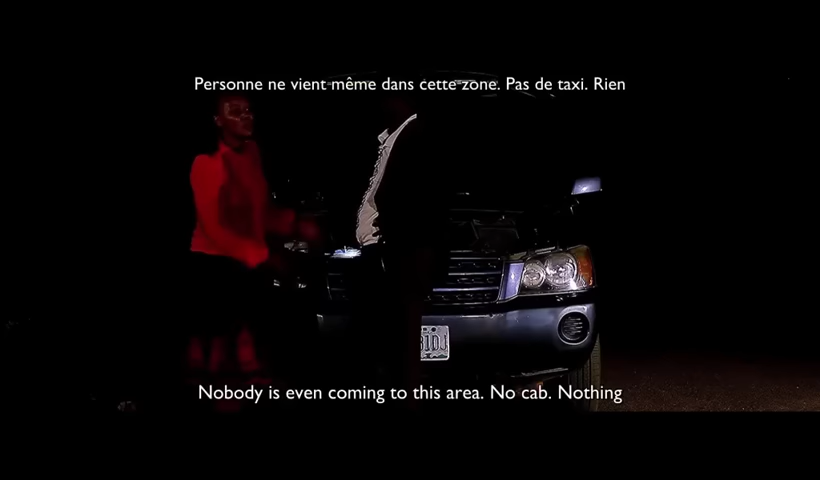 Personne ne vient même dans cette zone. Pas de taxi. Rien
81DJ
Nobody is even coming to this area. No cab. Nothing